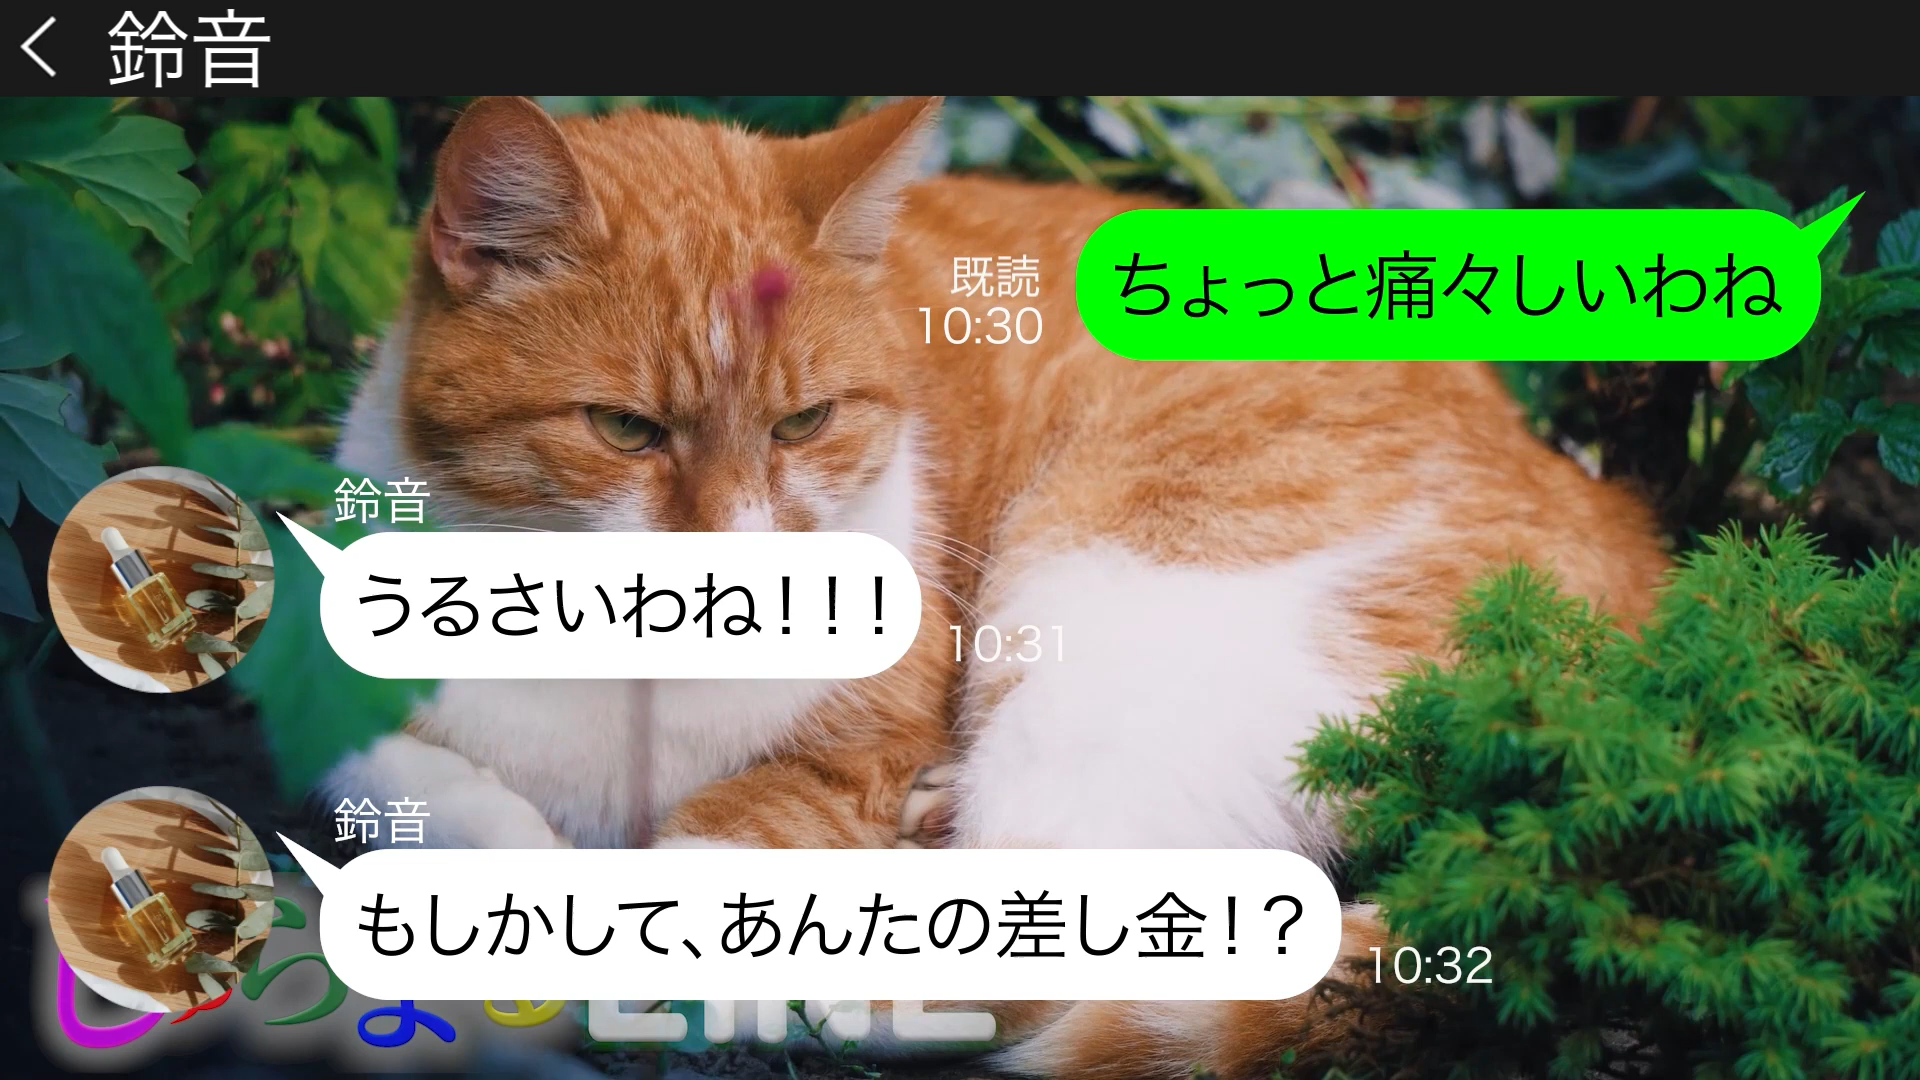 鈴音
ちょっと痛々しいわね
既読
10:30
鈴音
うるさいわね！！！
10:31
鈴音
もしかして、あんたの差し金！？
10:32
LINE